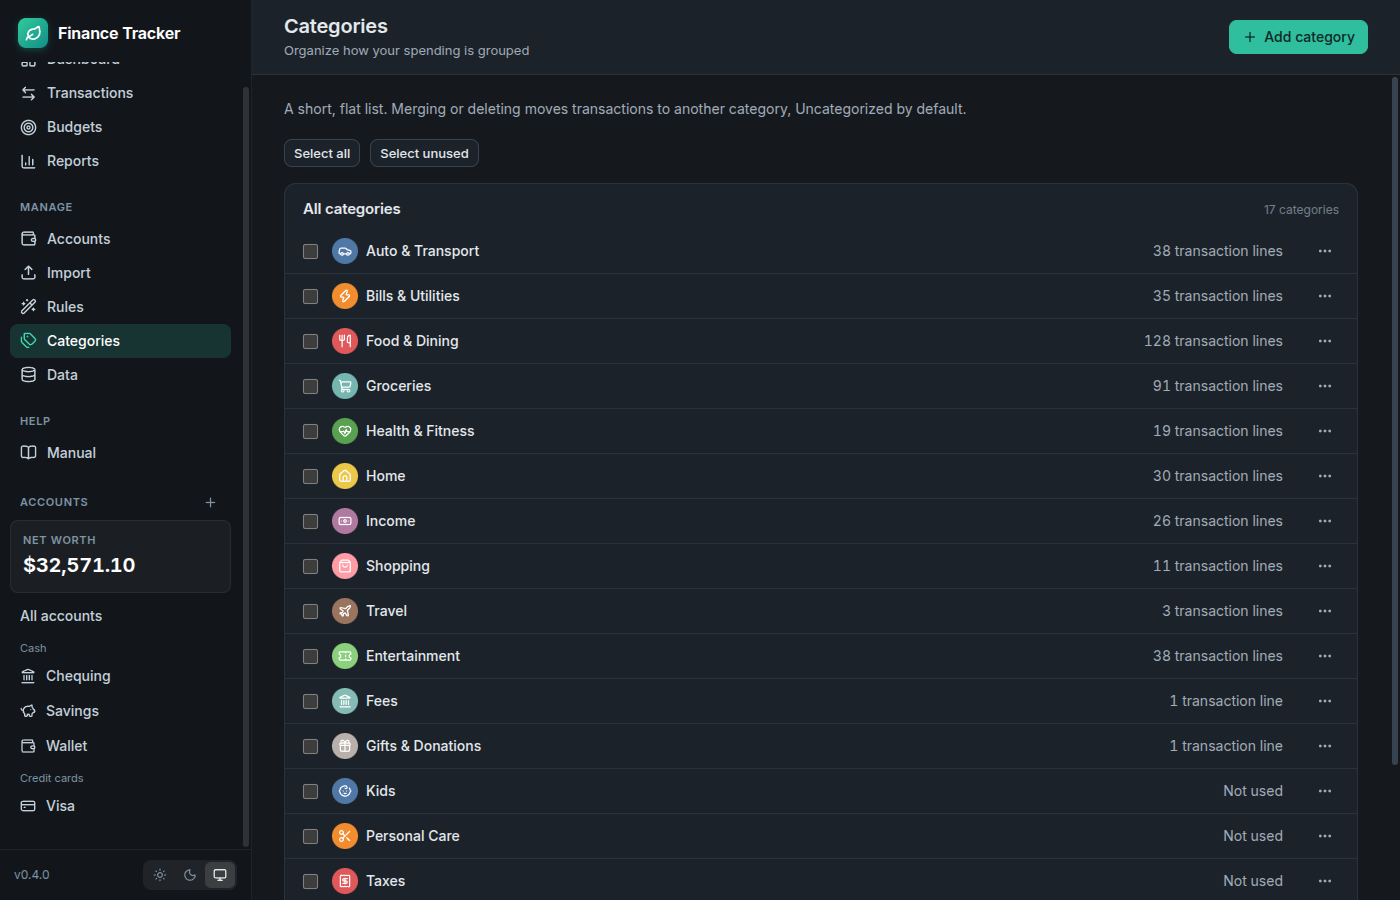 Finance Tracker
Dashboard
Transactions
Budgets
Reports
MANAGE
Accounts
Import
Rules
Categories
Data
HELP
Manual
ACCOUNTS
NET WORTH
$32,571.10
All accounts
Cash
Chequing
Savings
Wallet
Credit cards
Visa
v0.4.0
Categories
Organize how your spending is grouped
Add category
A short, flat list. Merging or deleting moves transactions to another category, Uncategorized by default.
Select all
Select unused
All categories
17 categories
Auto & Transport
38 transaction lines
Bills & Utilities
35 transaction lines
Food & Dining
128 transaction lines
Groceries
91 transaction lines
Health & Fitness
19 transaction lines
Home
30 transaction lines
Income
26 transaction lines
Shopping
11 transaction lines
Travel
3 transaction lines
Entertainment
38 transaction lines
Fees
1 transaction line
Gifts & Donations
1 transaction line
Kids
Not used
Personal Care
Not used
Taxes
Not used